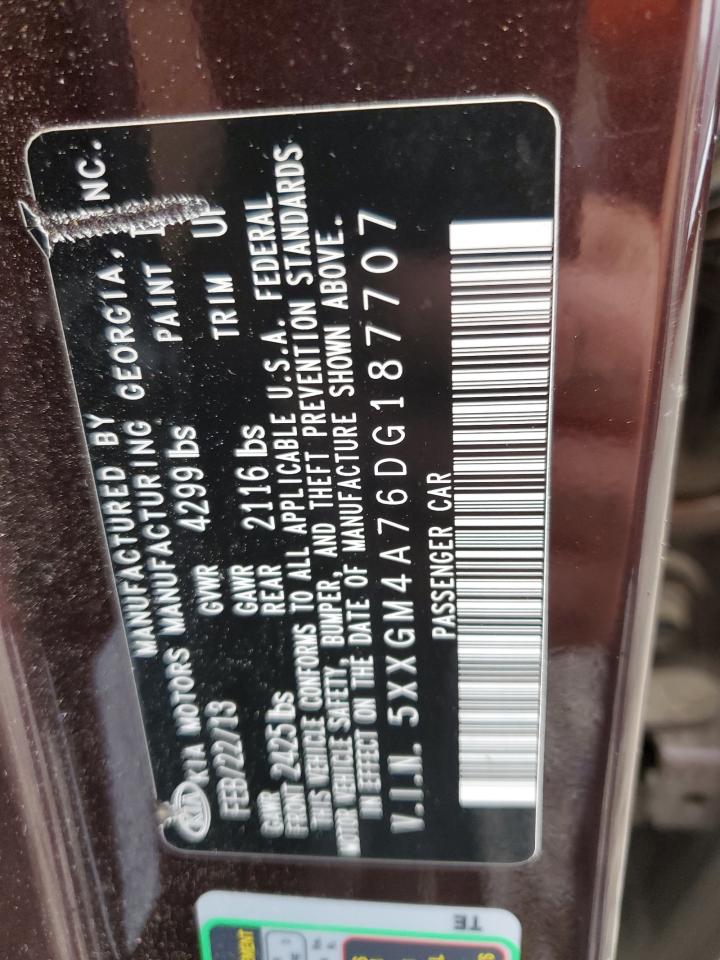 MANUFACTURED BY
KIA KIA MOTORS MANUFACTURING GEORGIA, NC.
FEB/22/13 GVWR 4299 lbs PAINT
TRIM
GAWR GAWR
FRONT 2425 lbs REAR 2116 lbs
THIS VEHICLE CONFORMS TO ALL APPLICABLE U.S.A. FEDERAL
MOTOR VEHICLE SAFETY, BUMPER, AND THEFT PREVENTION STANDARDS
IN EFFECT ON THE DATE OF MANUFACTURE SHOWN ABOVE.
V.I.N. 5XXGM4A76DG187707
PASSENGER CAR
TE